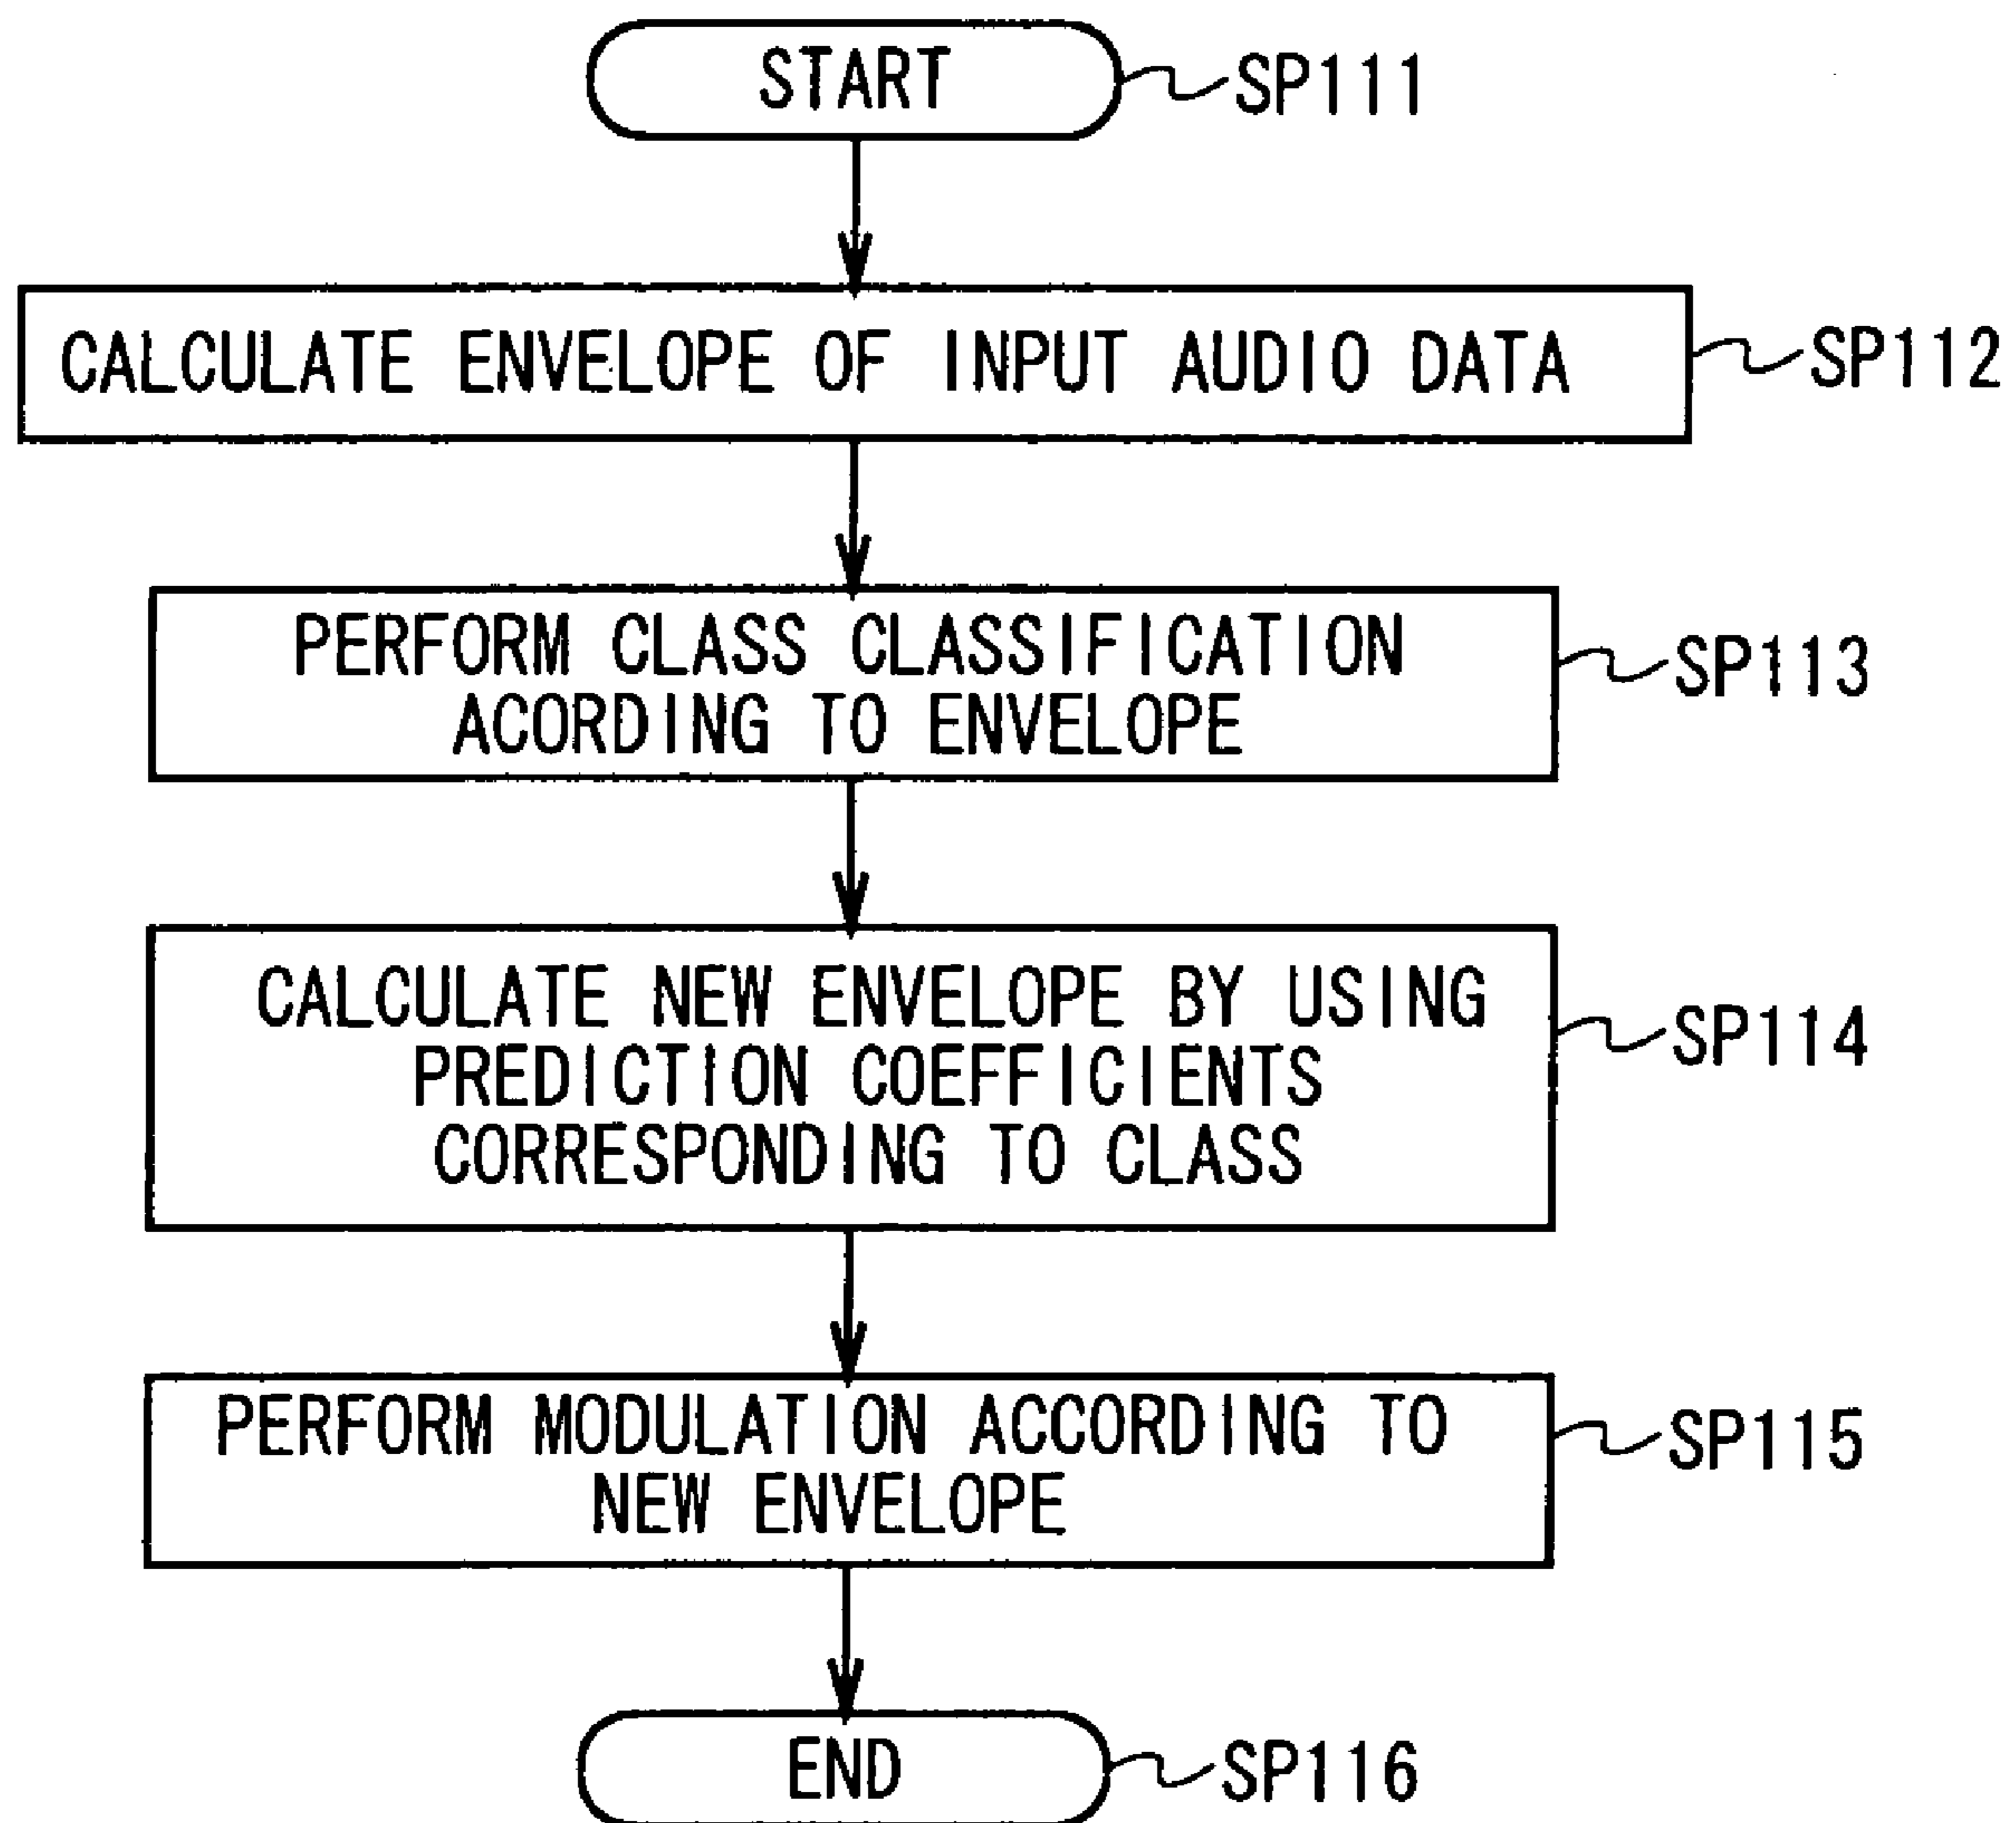 START
SP111
CALCULATE ENVELOPE OF INPUT AUDIO DATA
SP112
PERFORM CLASS CLASSIFICATION
ACORDING TO ENVELOPE
SP113
CALCULATE NEW ENVELOPE BY USING
PREDICTION COEFFICIENTS
CORRESPONDING TO CLASS
SP114
PERFORM MODULATION ACCORDING TO
NEW ENVELOPE
SP115
END
SP116